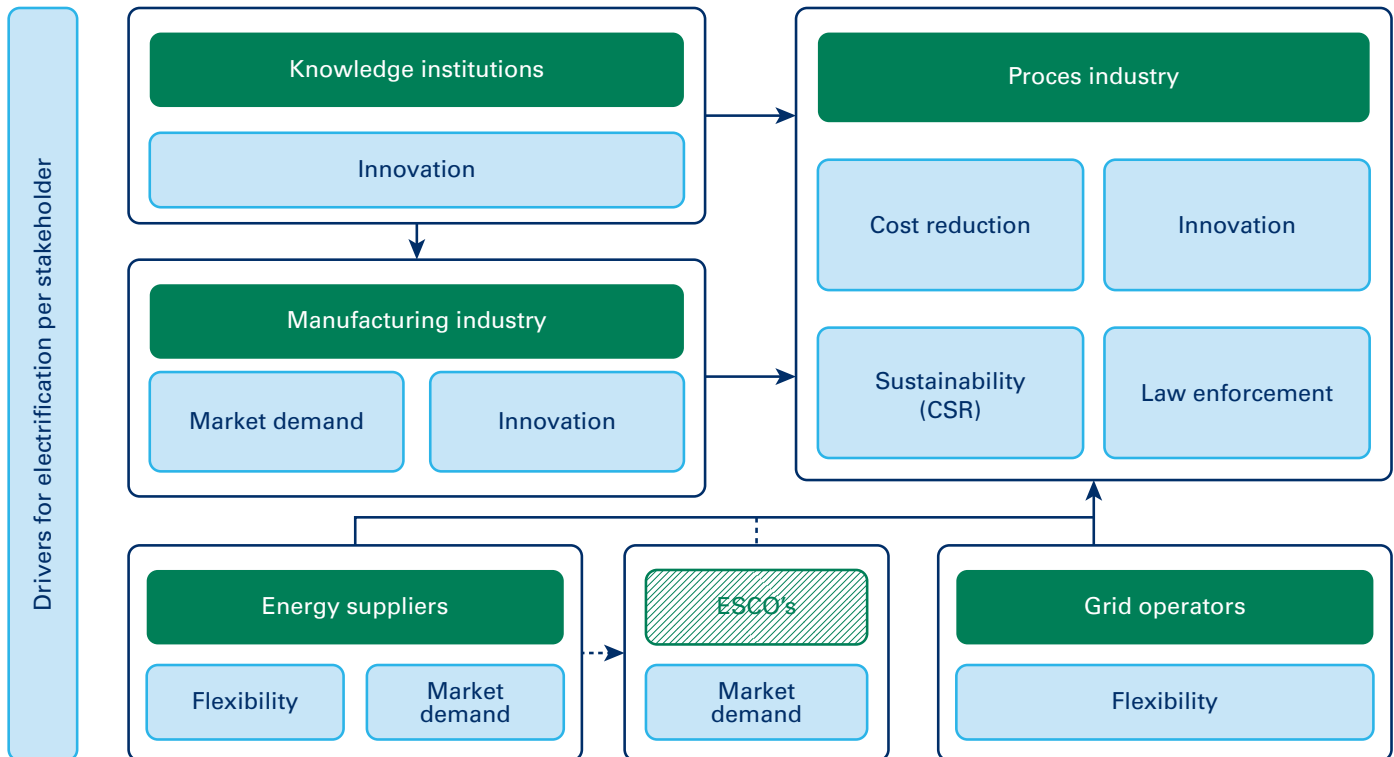 Drivers for electrification per stakeholder
Knowledge institutions
Innovation
Manufacturing industry
Market demand
Innovation
Proces industry
Cost reduction
Innovation
Sustainability
(CSR)
Law enforcement
Energy suppliers
Flexibility
Market
demand
ESCO's
Market
demand
Grid operators
Flexibility